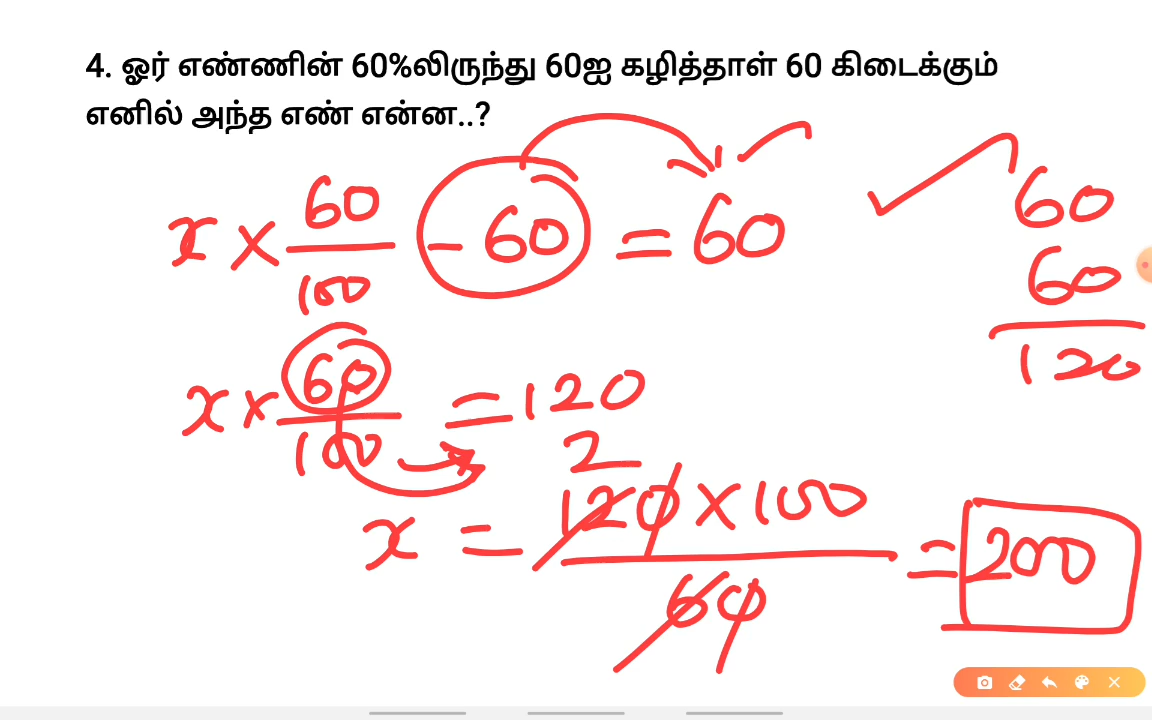 4. ஓர் எண்ணின் 60%லிருந்து 60ஐ கழித்தாள் 60 கிடைக்கும்
எனில் அந்த எண் என்ன..?
x × 60/100 - 60 = 60
60
60
120
x × 60/100 = 120
2
x = 120 × 100 / 60 = 200